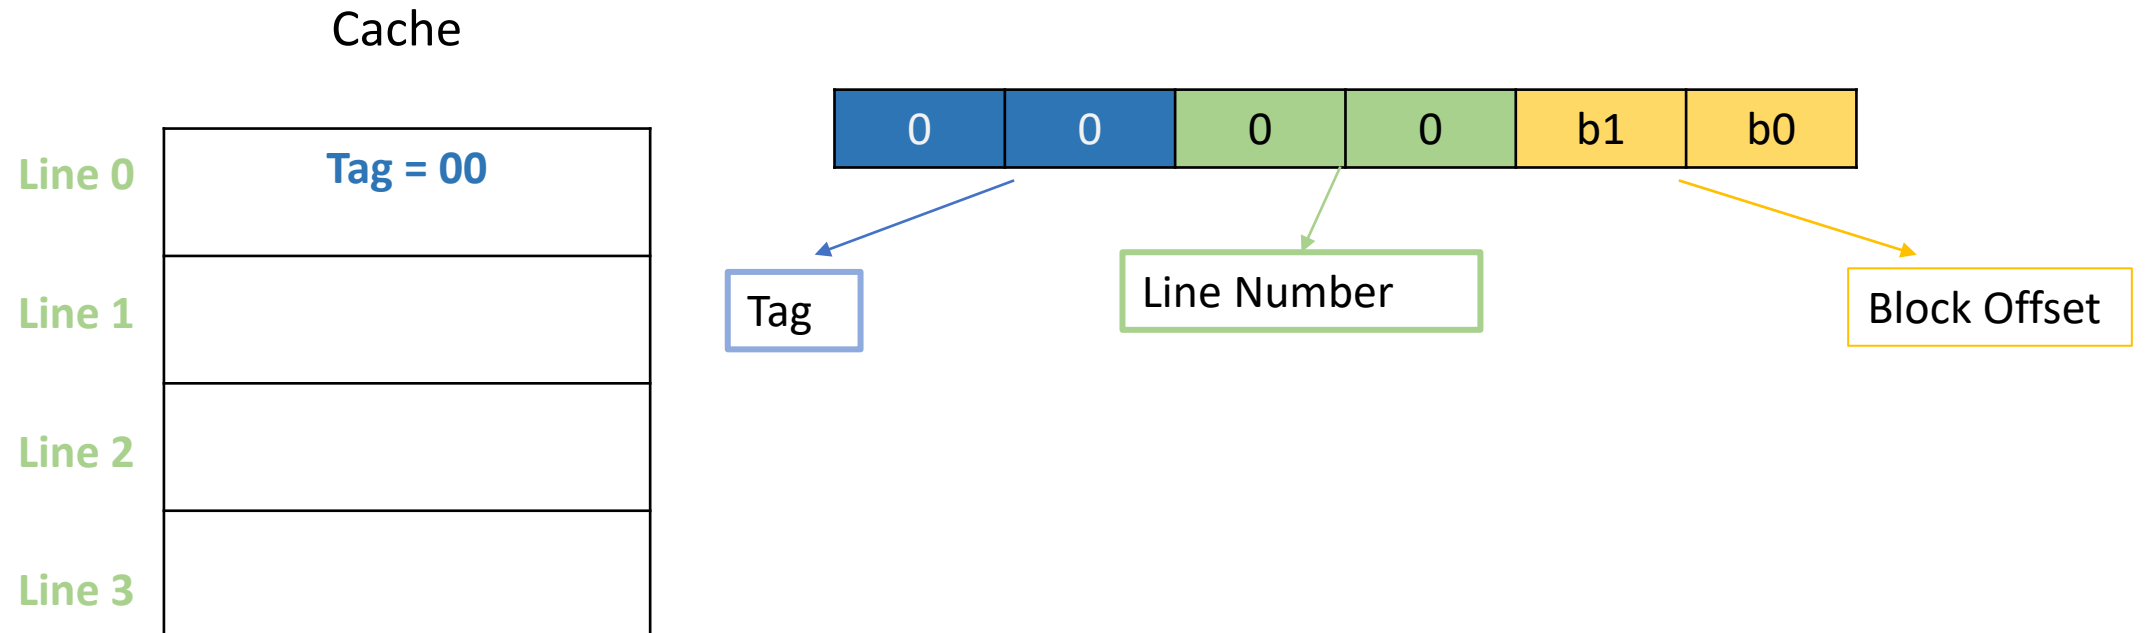 Cache
0 0 0 0 b1 b0
Line 0
Tag = 00
Line 1
Line 2
Line 3
Tag
Line Number
Block Offset